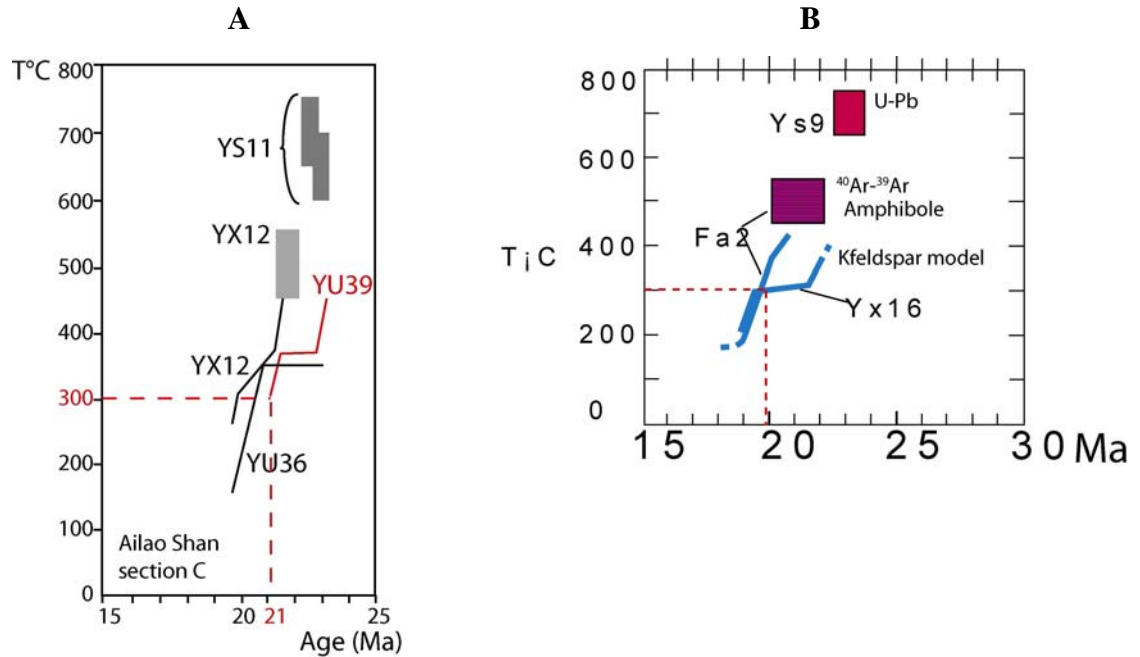 A
T°C
800
700
YS11
600
YX12
500
YU39
400
YX12
300
200
YU36
100
Ailao Shan
section C
0
15 20 21 25
Age (Ma)
B
800
U-Pb
Ys9
600
40Ar-39Ar
Amphibole
Fa2
T¡C
400
Kfeldspar model
Yx16
200
0
15 20 25 30 Ma